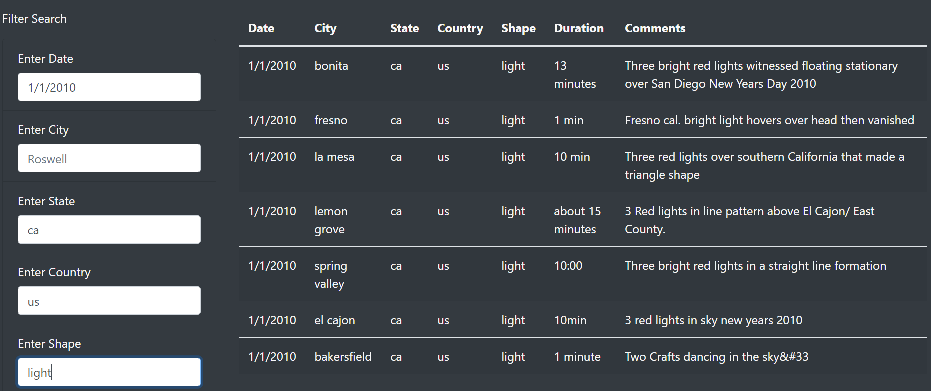 Filter Search
Enter Date
1/1/2010
Enter City
Roswell
Enter State
ca
Enter Country
us
Enter Shape
light
Date City State Country Shape Duration Comments
1/1/2010 bonita ca us light 13 Three bright red lights witnessed floating stationary
minutes over San Diego New Years Day 2010
1/1/2010 fresno ca us light 1 min Fresno cal. bright light hovers over head then vanished
1/1/2010 la mesa ca us light 10 min Three red lights over southern California that made a
triangle shape
1/1/2010 lemon ca us light about 15 3 Red lights in line pattern above El Cajon/ East
grove minutes County.
1/1/2010 spring ca us light 10:00 Three bright red lights in a straight line formation
valley
1/1/2010 el cajon ca us light 10min 3 red lights in sky new years 2010
1/1/2010 bakersfield ca us light 1 minute Two Crafts dancing in the sky&#33